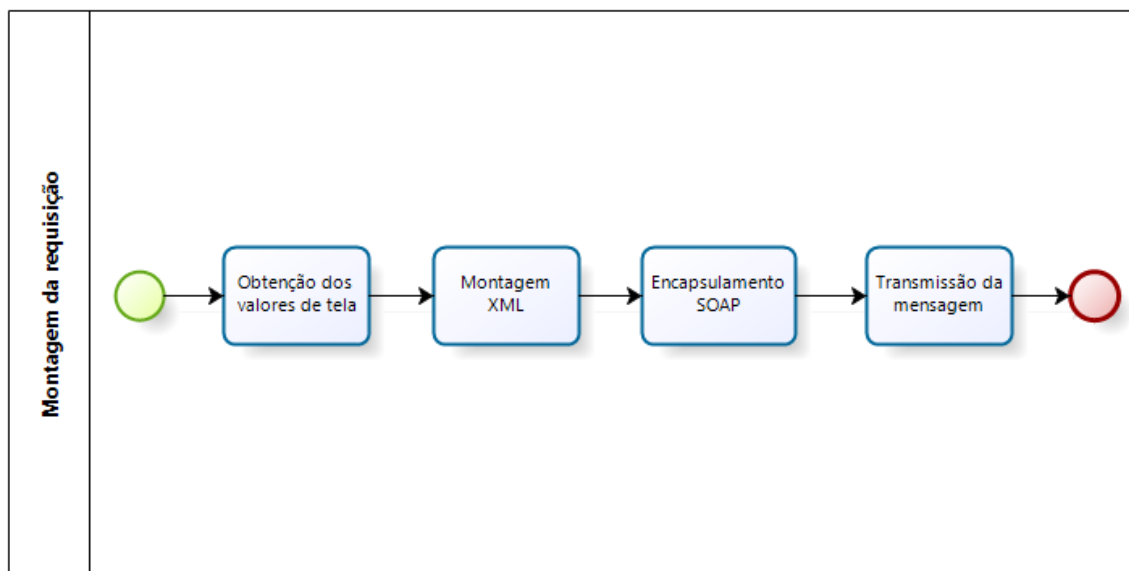 Montagem da requisição
Obtenção dos
valores de tela
Montagem
XML
Encapsulamento
SOAP
Transmissão da
mensagem